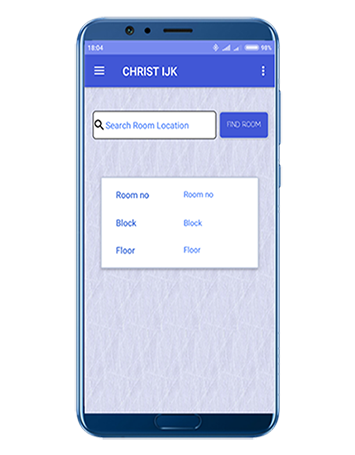 18:04 98%
CHRIST IJK
Search Room Location FIND ROOM
Room no Room no
Block Block
Floor Floor